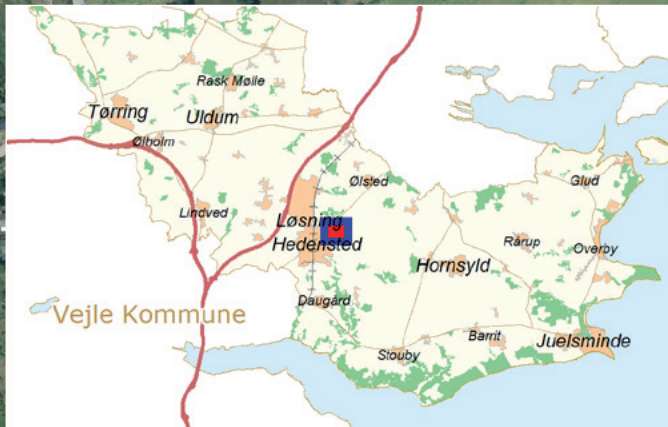 Rask Mølle
Tørring
Uldum
Ølholm
Ølsted
Glud
Lindved
Løsning
Hedensted
Rårup
Overby
Hornsyld
Daugård
Vejle Kommune
Barrit
Juelsminde
Stouby